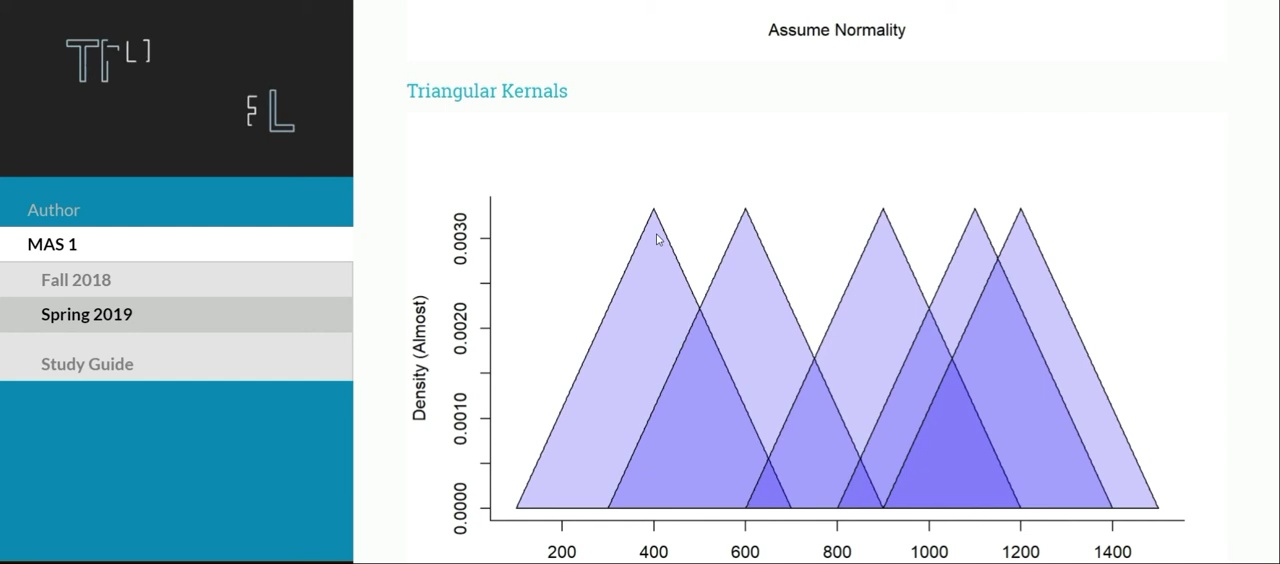 Assume Normality
Triangular Kernals
Author
MAS 1
Fall 2018
Spring 2019
Study Guide
Density (Almost)
0.0030
0.0020
0.0010
0.0000
200 400 600 800 1000 1200 1400